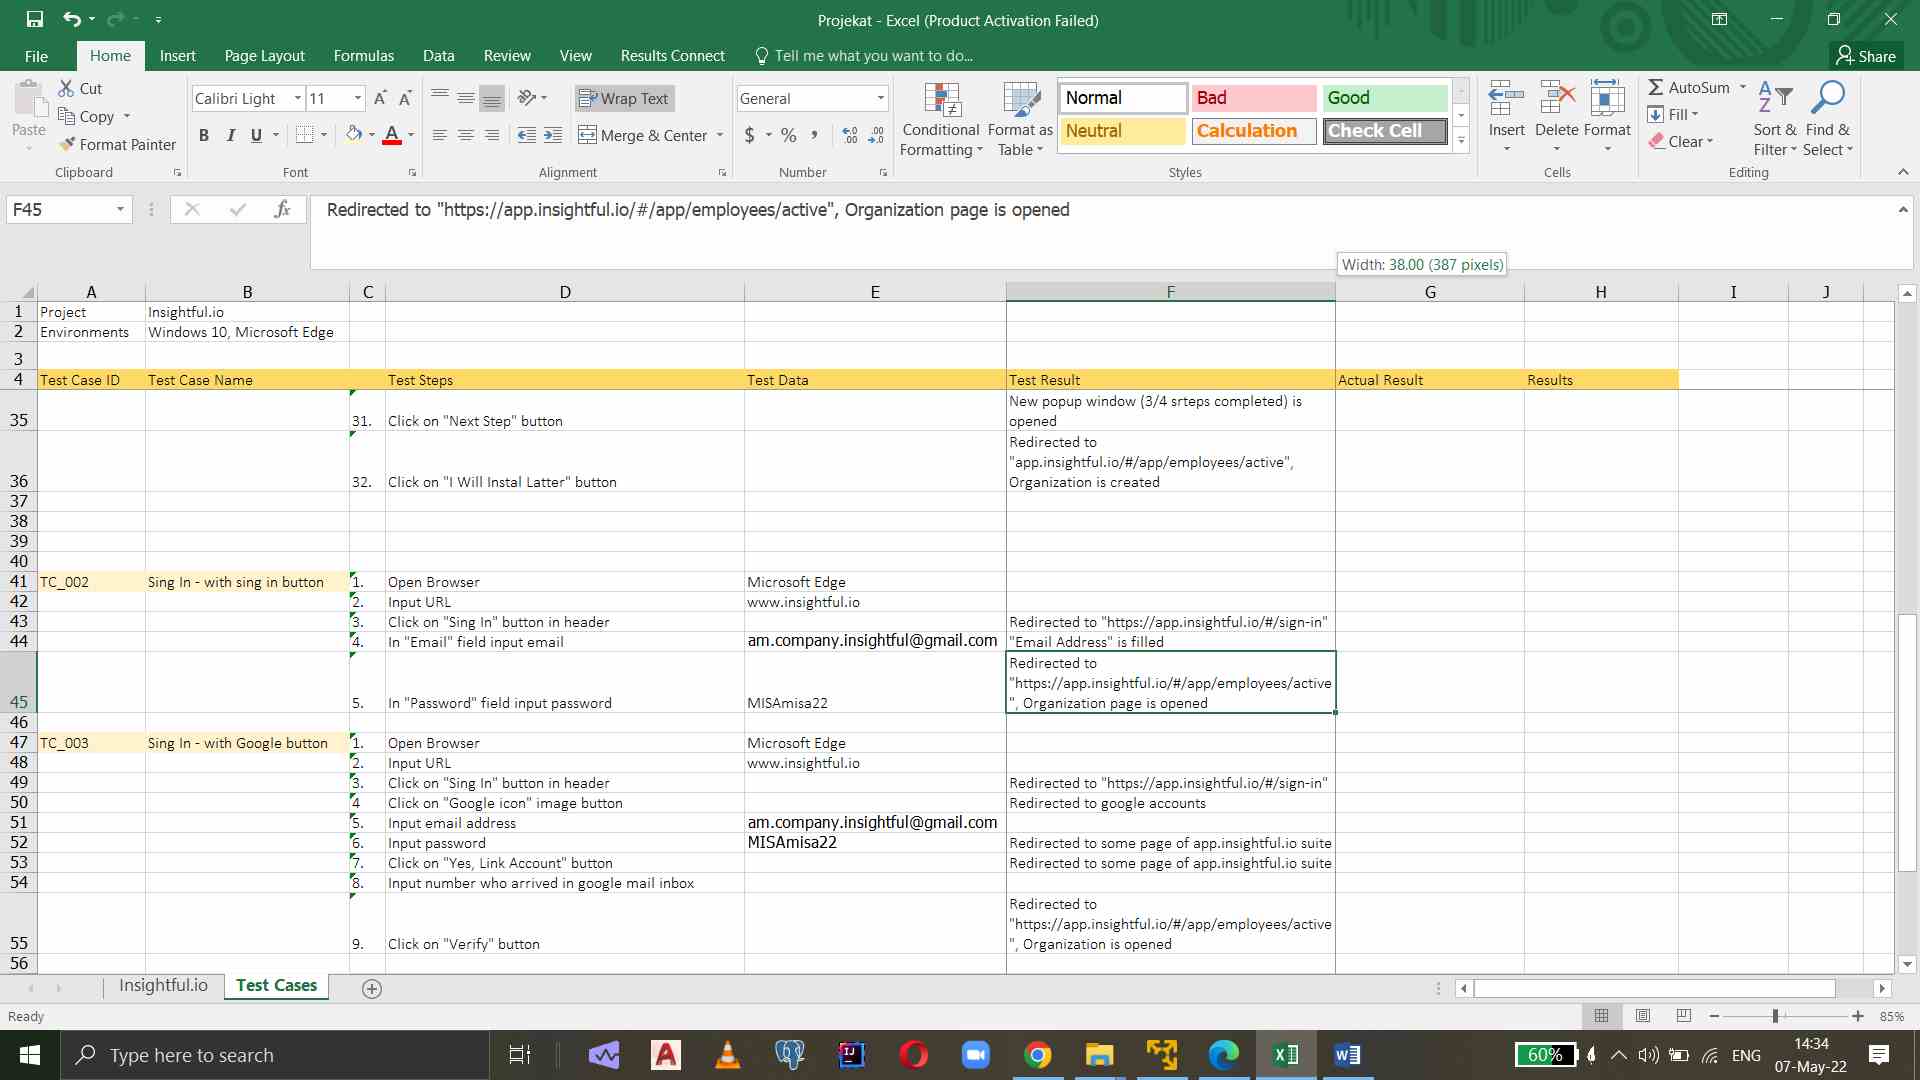 Projekat - Excel (Product Activation Failed)
File Home Insert Page Layout Formulas Data Review View Results Connect Tell me what you want to do... Share
Paste
Cut
Copy
Format Painter
Clipboard
Calibri Light 11
B I U
Font
Wrap Text
Merge & Center
Alignment
General
$ % ,
Number
Conditional Formatting
Format as Table
Normal Bad Good
Neutral Calculation Check Cell
Styles
Insert Delete Format
Cells
AutoSum
Fill
Clear
Sort & Filter
Find & Select
Editing
F45 fx Redirected to "https://app.insightful.io/#/app/employees/active", Organization page is opened
Width: 38.00 (387 pixels)
A B C D E F G H I J
1 Project Insightful.io
2 Environments Windows 10, Microsoft Edge
3
4 Test Case ID Test Case Name Test Steps Test Data Test Result Actual Result Results
35 31. Click on "Next Step" button New popup window (3/4 srteps completed) is
opened
36 32. Click on "I Will Instal Latter" button Redirected to
"app.insightful.io/#/app/employees/active",
Organization is created
37
38
39
40
41 TC_002 Sing In - with sing in button 1. Open Browser Microsoft Edge
42 2. Input URL www.insightful.io
43 3. Click on "Sing In" button in header Redirected to "https://app.insightful.io/#/sign-in"
44 4. In "Email" field input email am.company.insightful@gmail.com "Email Address" is filled
45 5. In "Password" field input password MISAmisa22 Redirected to
"https://app.insightful.io/#/app/employees/active
", Organization page is opened
46
47 TC_003 Sing In - with Google button 1. Open Browser Microsoft Edge
48 2. Input URL www.insightful.io
49 3. Click on "Sing In" button in header Redirected to "https://app.insightful.io/#/sign-in"
50 4 Click on "Google icon" image button Redirected to google accounts
51 5. Input email address am.company.insightful@gmail.com
52 6. Input password MISAmisa22 Redirected to some page of app.insightful.io suite
53 7. Click on "Yes, Link Account" button Redirected to some page of app.insightful.io suite
54 8. Input number who arrived in google mail inbox
55 9. Click on "Verify" button Redirected to
"https://app.insightful.io/#/app/employees/active
", Organization is opened
56
Insightful.io Test Cases
Ready 85%
Type here to search
60% ENG 14:34
07-May-22